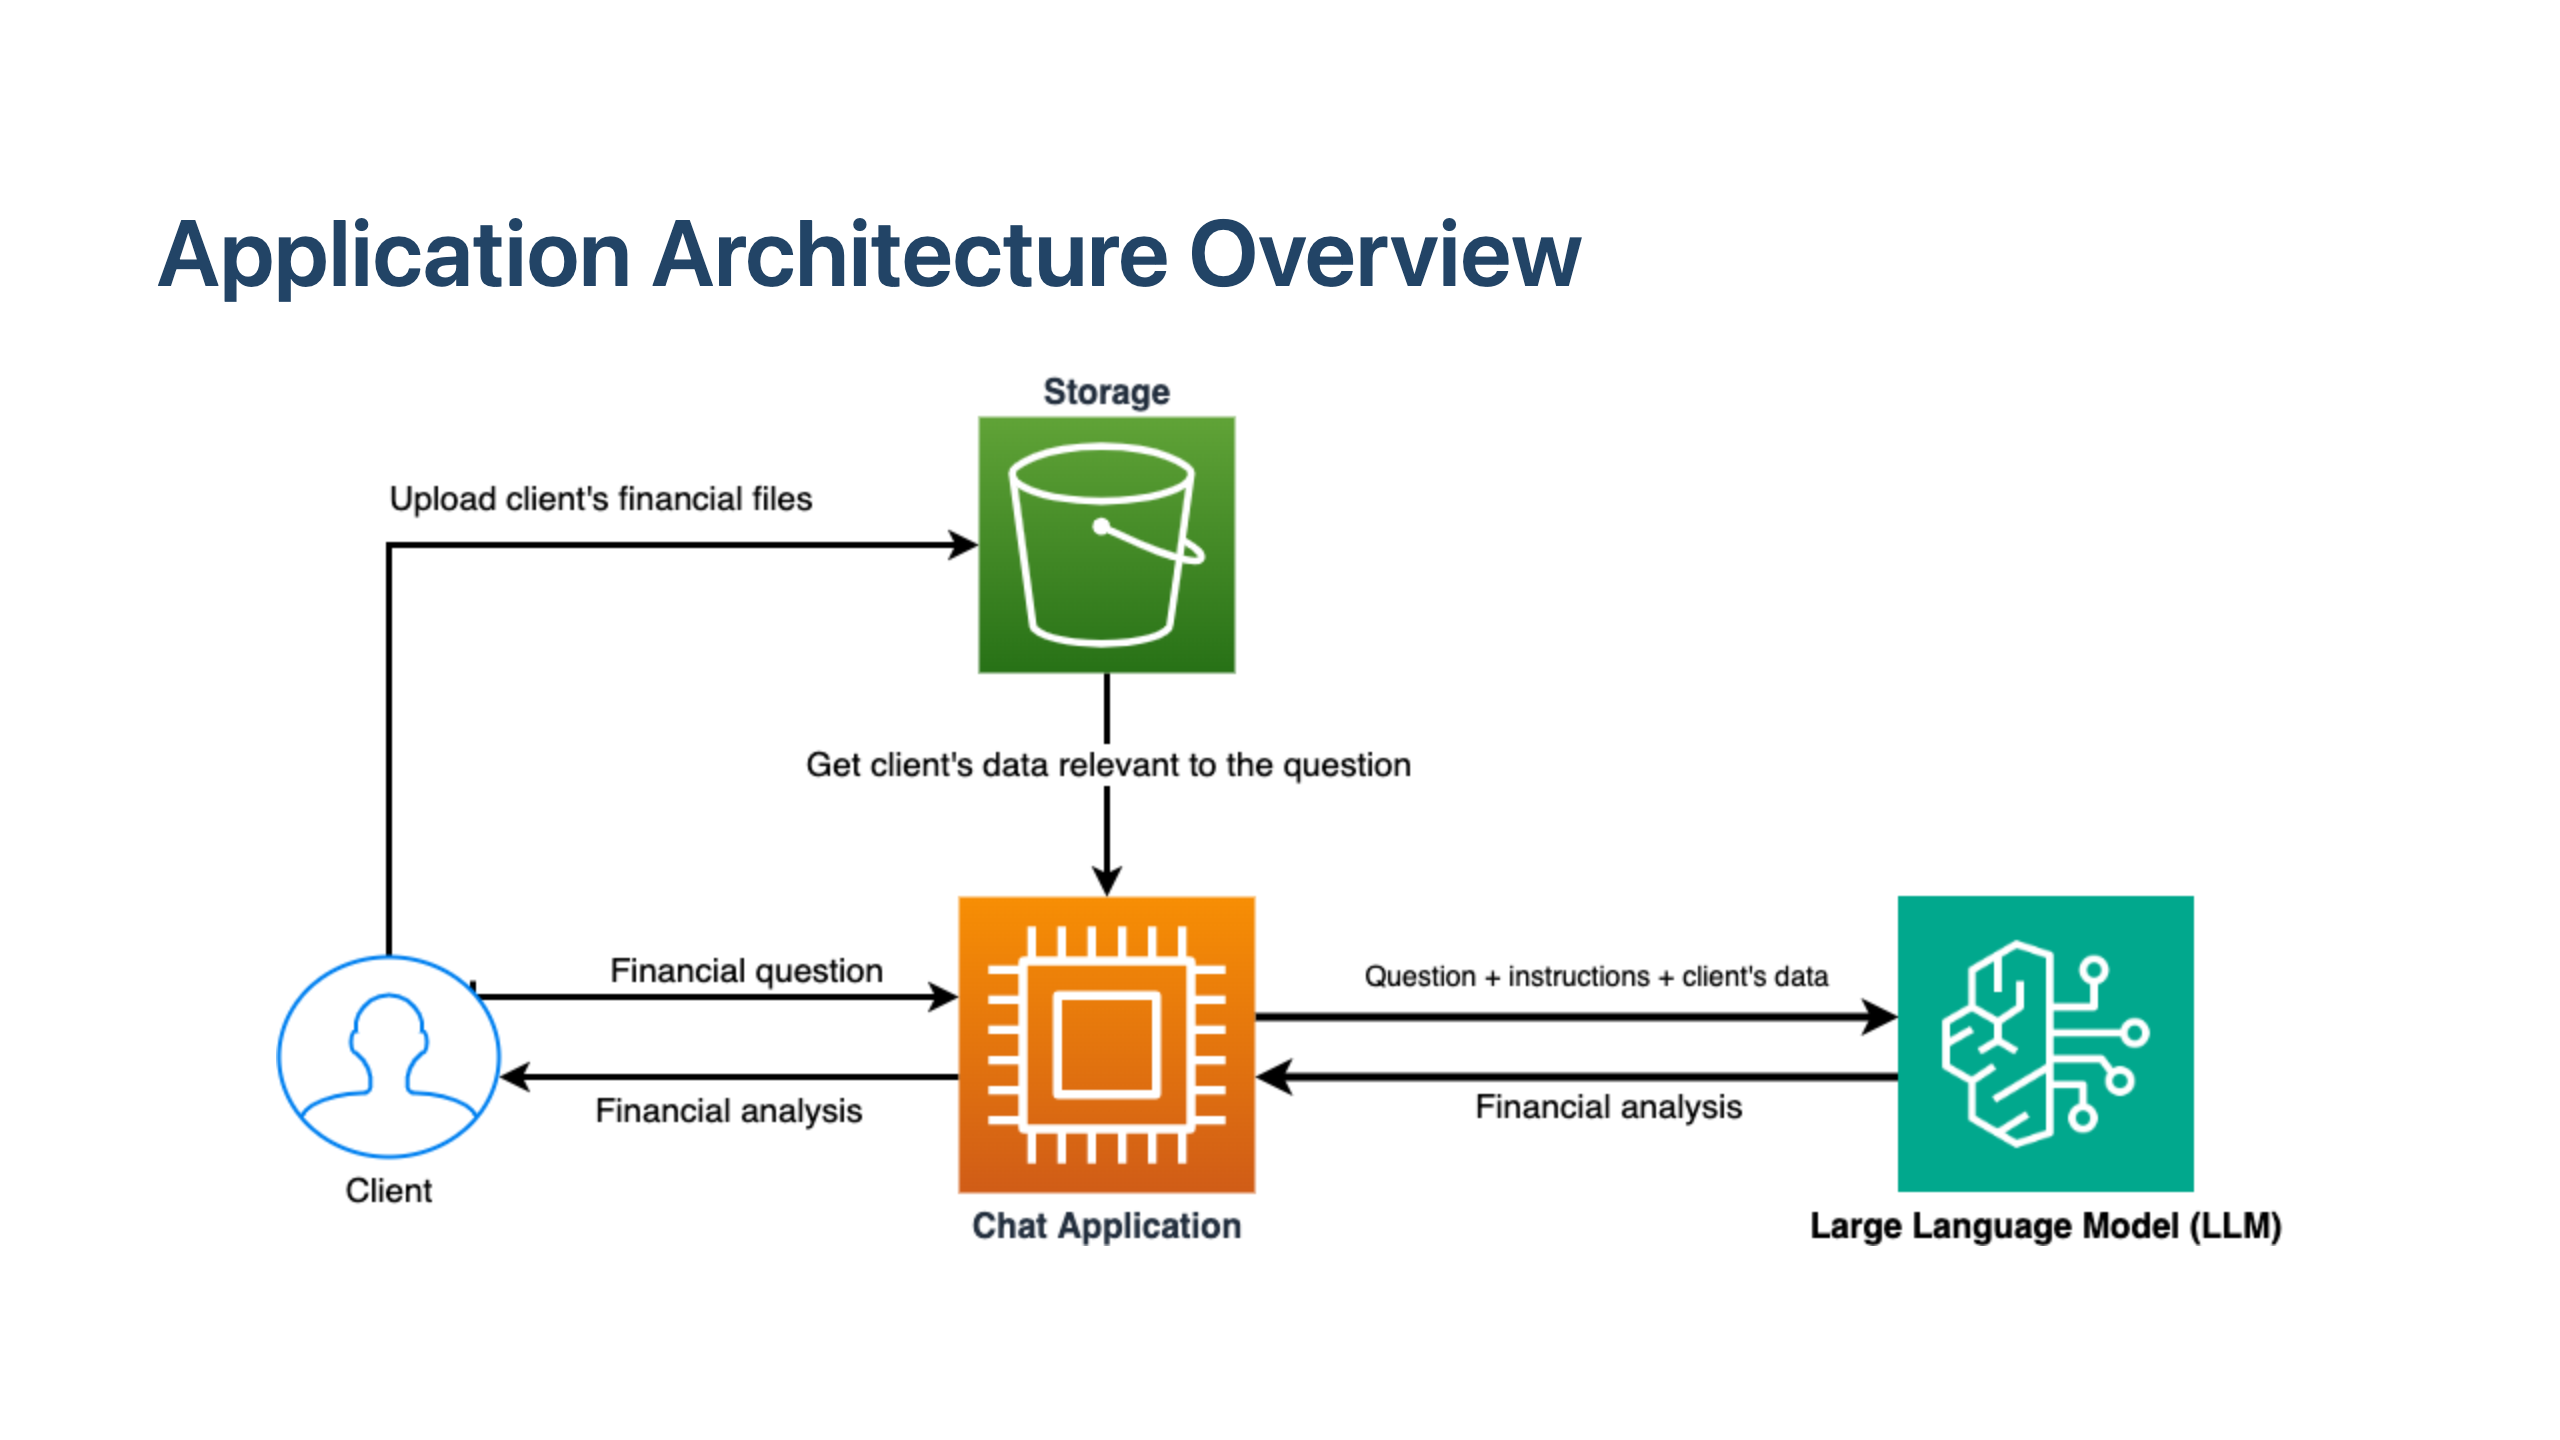 Application Architecture Overview
Storage
Upload client's financial files
Get client's data relevant to the question
Financial question
Question + instructions + client's data
Financial analysis
Financial analysis
Client
Chat Application
Large Language Model (LLM)